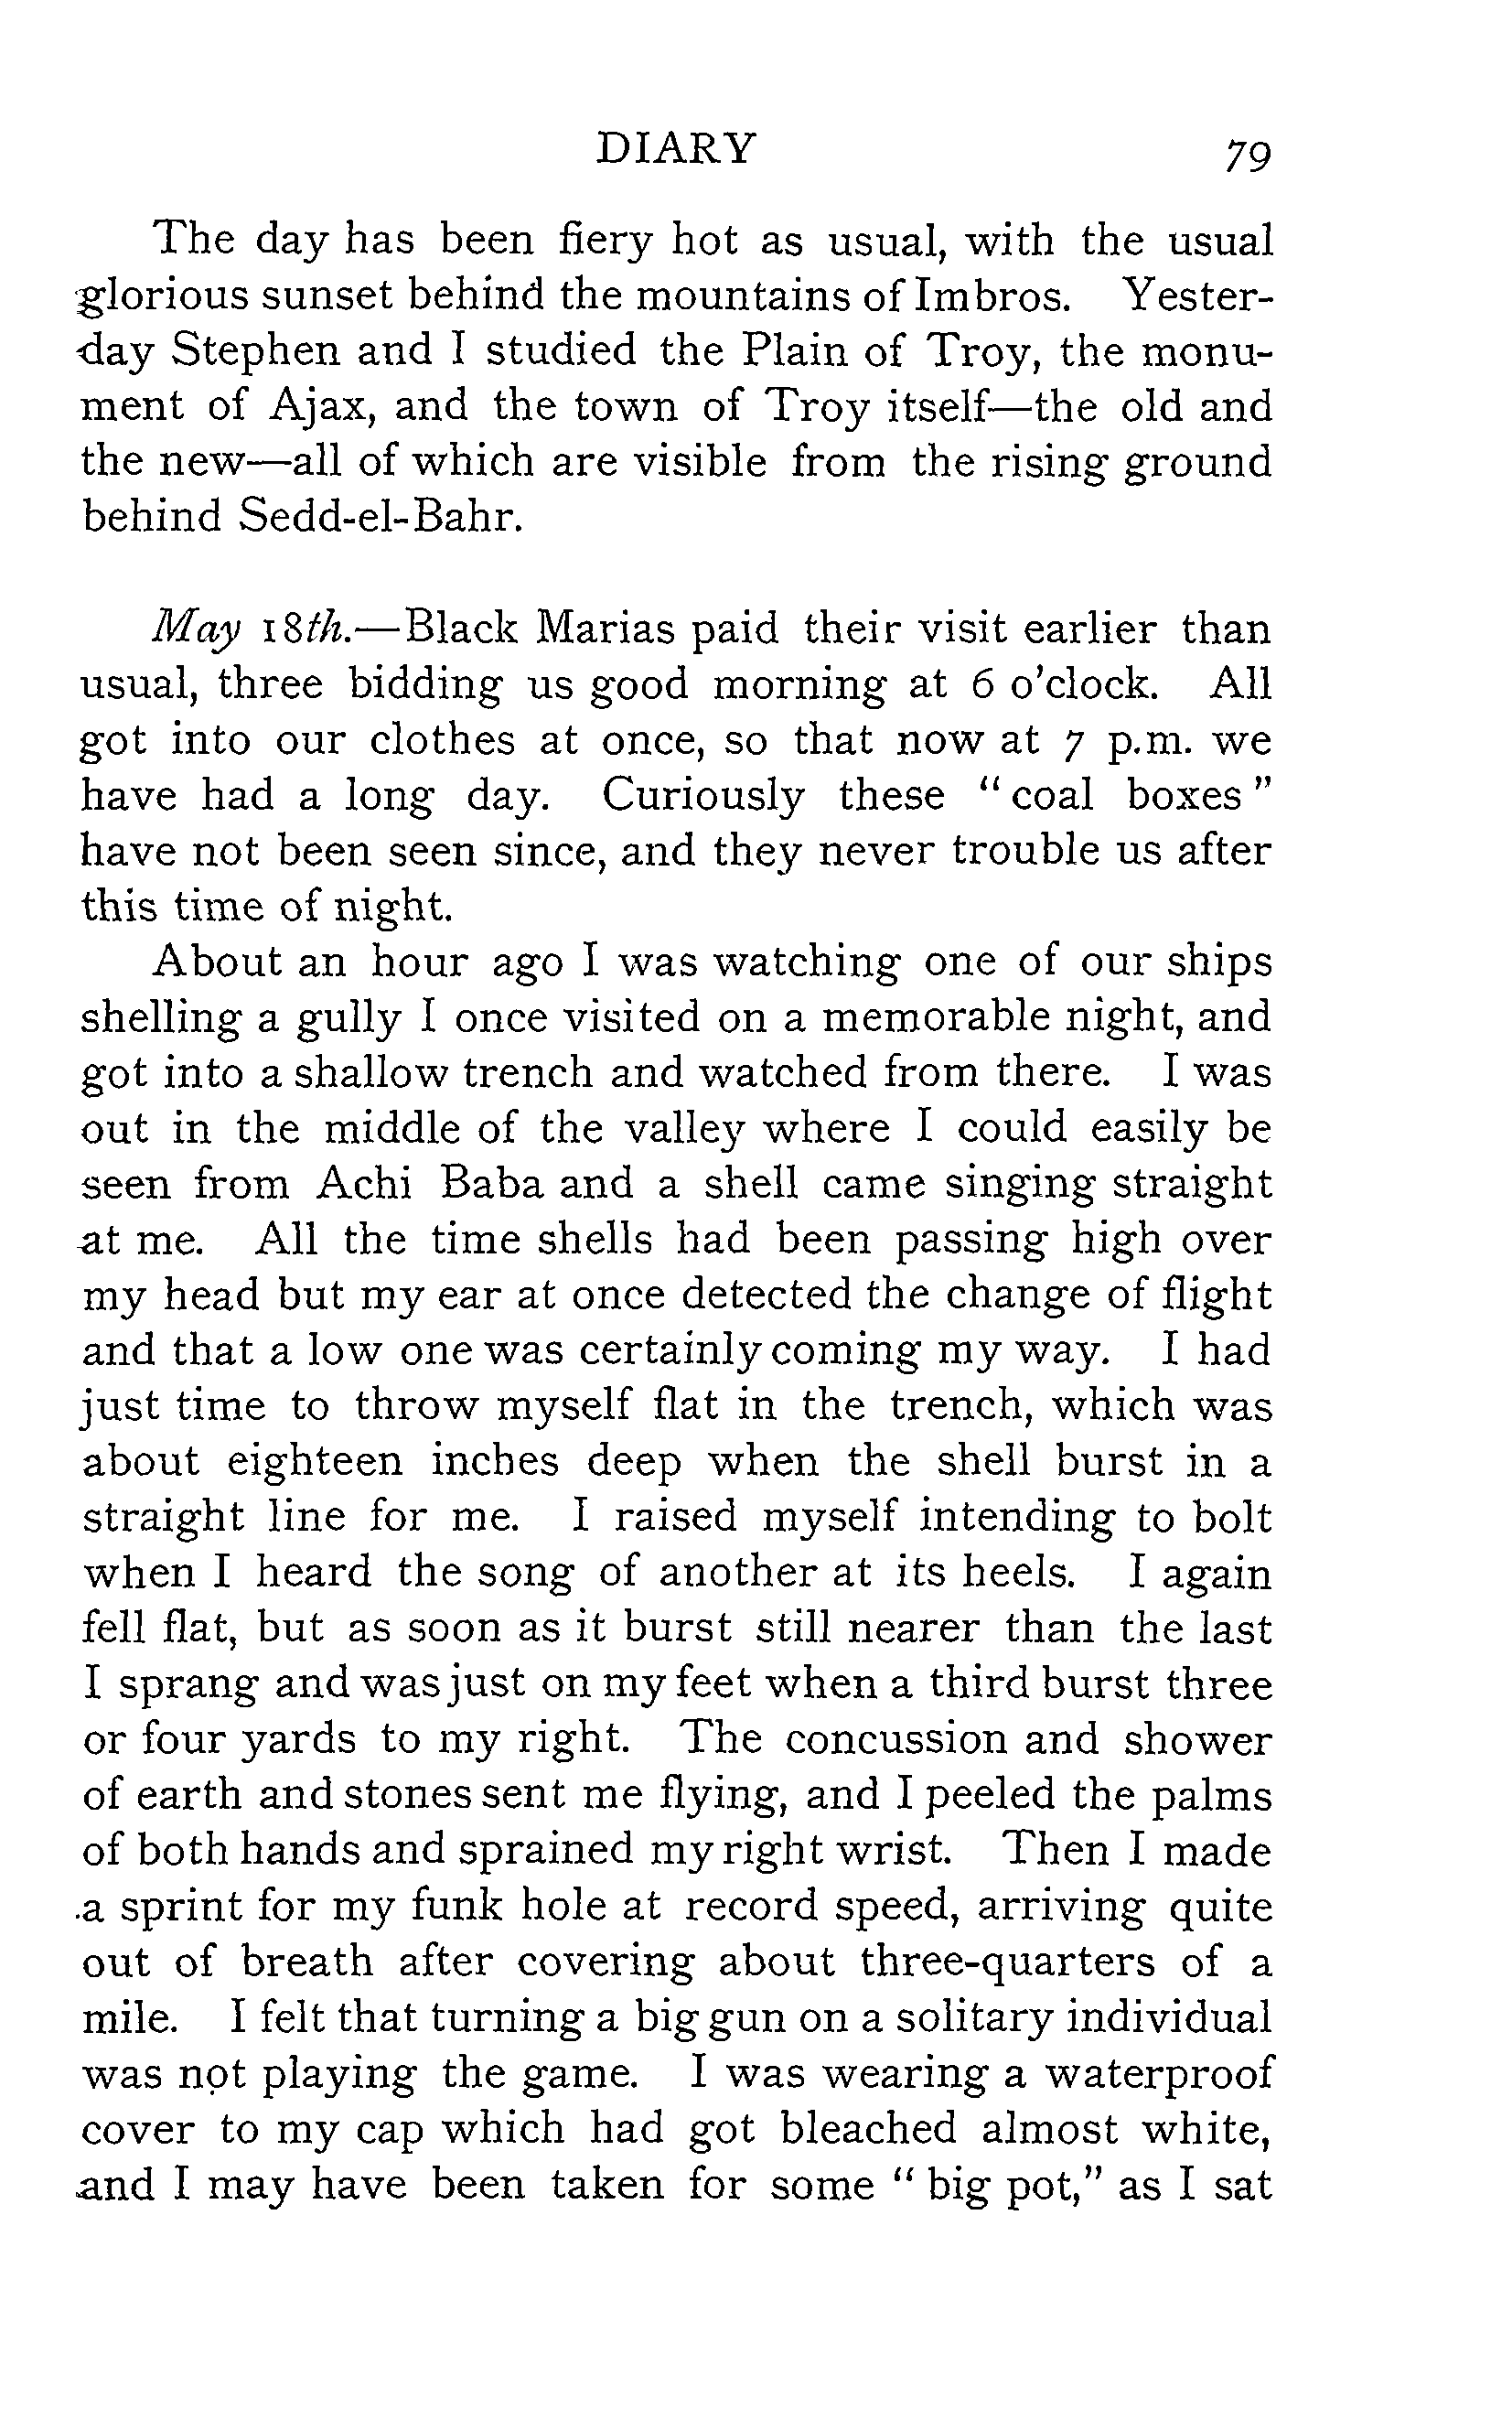 DIARY 79
The day has been fiery hot as usual, with the usual
glorious sunset behind the mountains of Imbros. Yester-
day Stephen and I studied the Plain of Troy, the monu-
ment of Ajax, and the town of Troy itself—the old and
the new—all of which are visible from the rising ground
behind Sedd-el-Bahr.
May 18th.—Black Marias paid their visit earlier than
usual, three bidding us good morning at 6 o'clock. All
got into our clothes at once, so that now at 7 p.m. we
have had a long day. Curiously these “coal boxes”
have not been seen since, and they never trouble us after
this time of night.
About an hour ago I was watching one of our ships
shelling a gully I once visited on a memorable night, and
got into a shallow trench and watched from there. I was
out in the middle of the valley where I could easily be
seen from Achi Baba and a shell came singing straight
at me. All the time shells had been passing high over
my head but my ear at once detected the change of flight
and that a low one was certainly coming my way. I had
just time to throw myself flat in the trench, which was
about eighteen inches deep when the shell burst in a
straight line for me. I raised myself intending to bolt
when I heard the song of another at its heels. I again
fell flat, but as soon as it burst still nearer than the last
I sprang and was just on my feet when a third burst three
or four yards to my right. The concussion and shower
of earth and stones sent me flying, and I peeled the palms
of both hands and sprained my right wrist. Then I made
a sprint for my funk hole at record speed, arriving quite
out of breath after covering about three-quarters of a
mile. I felt that turning a big gun on a solitary individual
was not playing the game. I was wearing a waterproof
cover to my cap which had got bleached almost white,
and I may have been taken for some “big pot,” as I sat